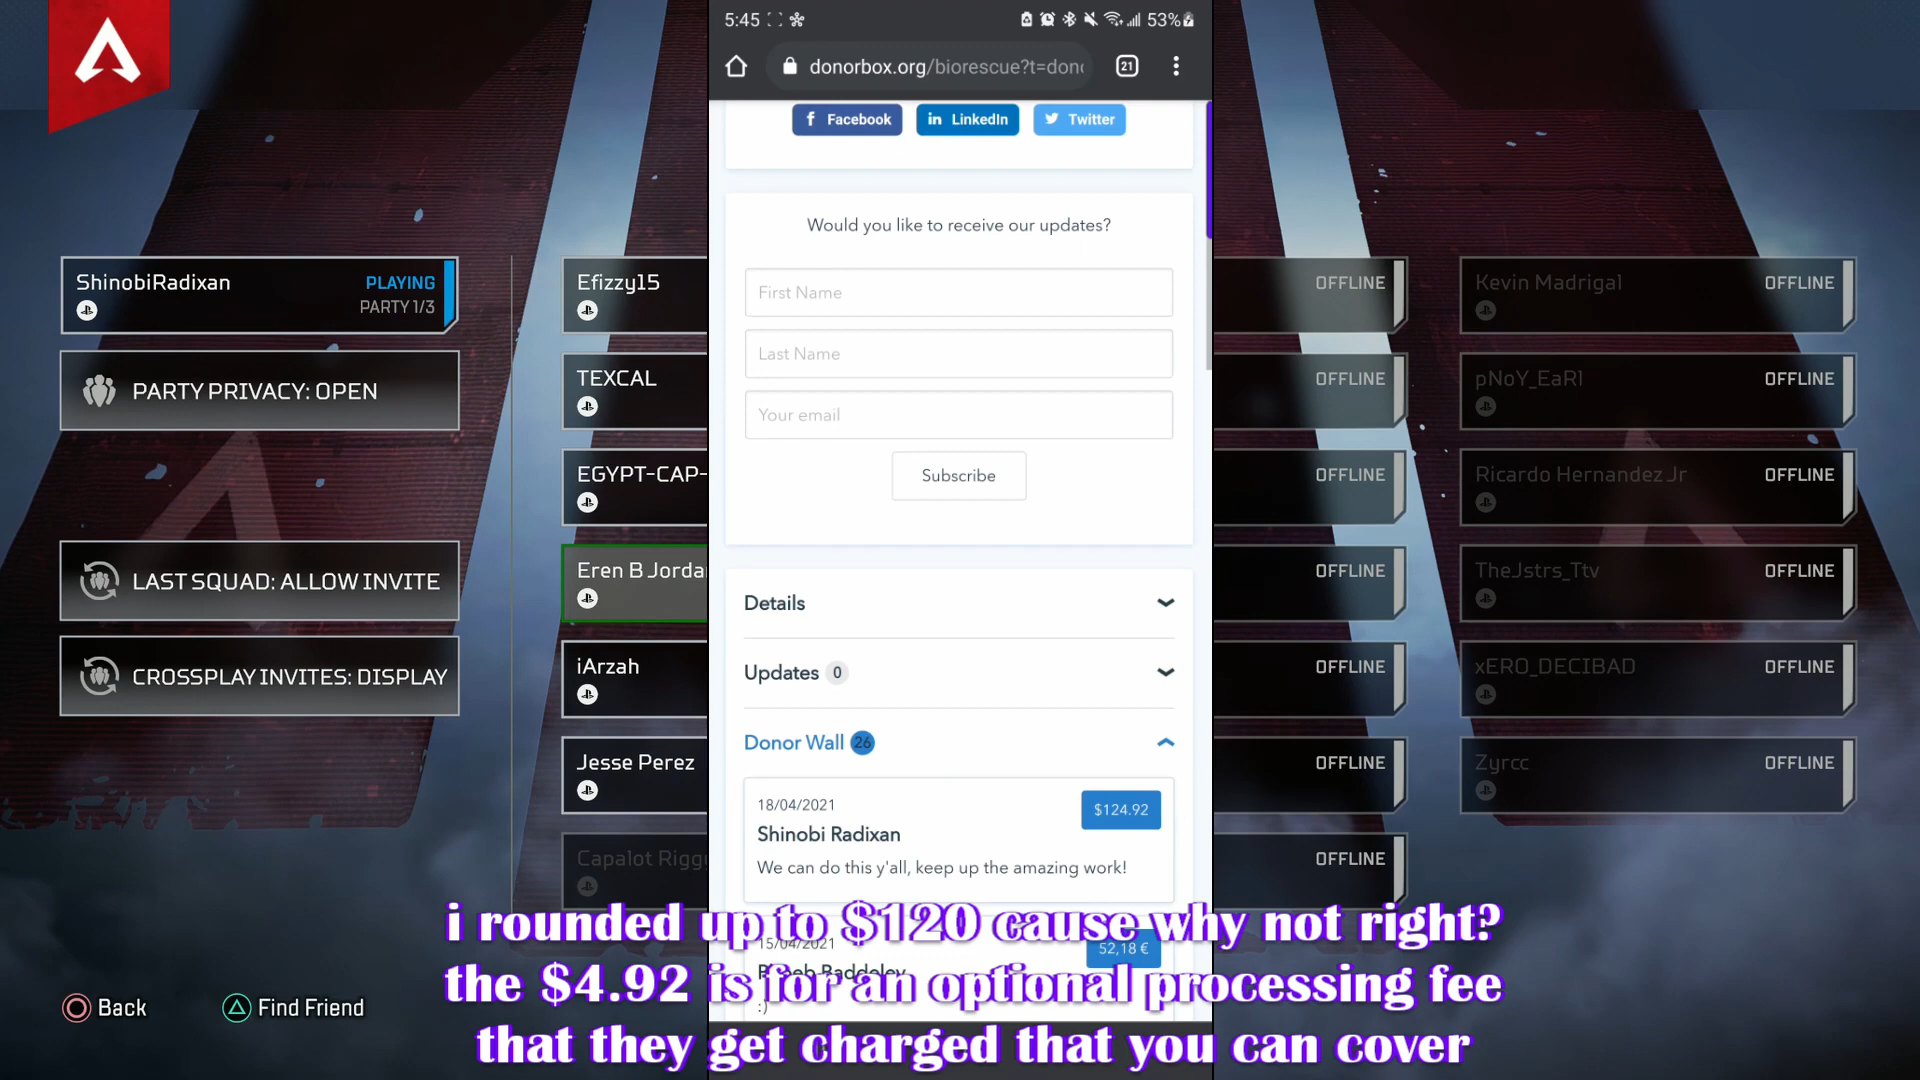 5:45
53%
donorbox.org/biorescue?t=don
21
Facebook
LinkedIn
Twitter
Would you like to receive our updates?
First Name
Last Name
Your email
Subscribe
Details
Updates 0
Donor Wall 26
18/04/2021
$124.92
Shinobi Radixan
We can do this y'all, keep up the amazing work!
15/04/2021
52,18 €
Baddeley
:)
ShinobiRadixan
PLAYING
PARTY 1/3
PARTY PRIVACY: OPEN
LAST SQUAD: ALLOW INVITE
CROSSPLAY INVITES: DISPLAY
Efizzy15
TEXCAL
EGYPT-CAP-
Eren B Jorda
iArzah
Jesse Perez
Capalot Rigg
OFFLINE
OFFLINE
OFFLINE
OFFLINE
OFFLINE
OFFLINE
OFFLINE
Kevin Madrigal OFFLINE
pNoY_EaRl OFFLINE
Ricardo Hernandez Jr OFFLINE
TheJstrs_Ttv OFFLINE
xERO_DECIBAD OFFLINE
Zyrcc OFFLINE
Back
Find Friend
i rounded up to $120 cause why not right?
the $4.92 is for an optional processing fee
that they get charged that you can cover